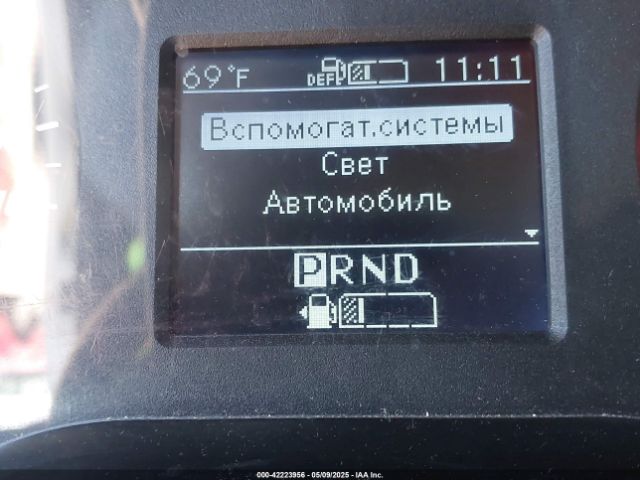 69°F DEF 11:11
Вспомогат.системы
Свет
Автомобиль
PRND
000-42223956 - 05/09/2025 - IAA Inc.